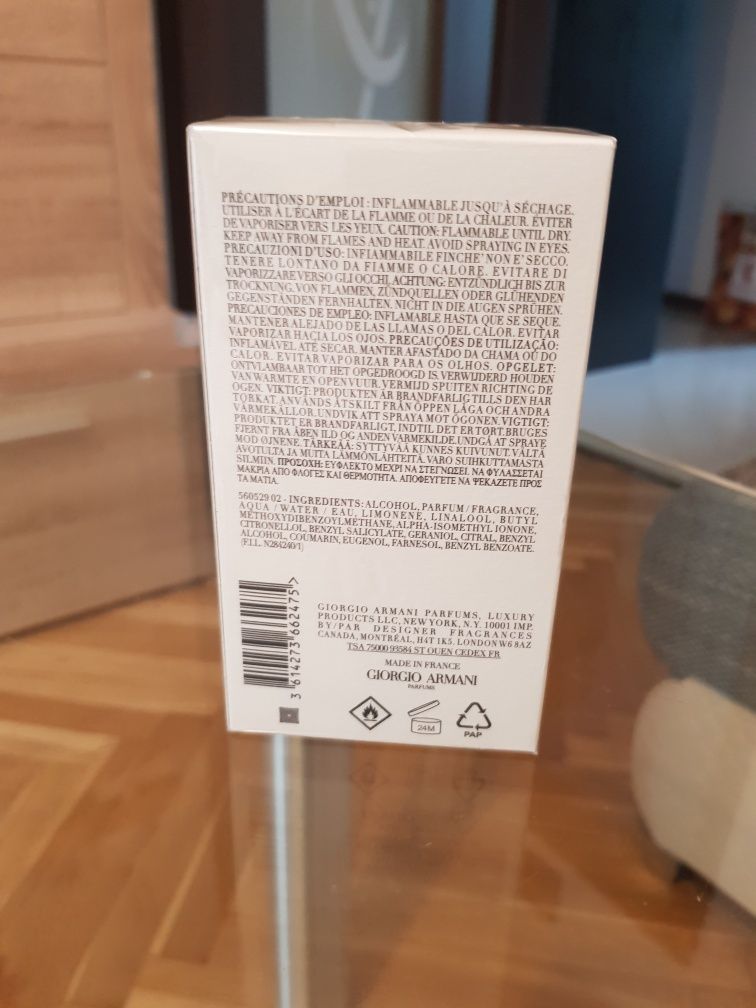 PRÉCAUTIONS D'EMPLOI : INFLAMMABLE JUSQU'À SÉCHAGE.
UTILISER À L'ÉCART DE LA FLAMME OU DE LA CHALEUR. ÉVITER
DE VAPORISER VERS LES YEUX. CAUTION: FLAMMABLE UNTIL DRY.
KEEP AWAY FROM FLAMES AND HEAT. AVOID SPRAYING IN EYES.
PRECAUZIONI D'USO: INFIAMMABILE FINCHE' NON E' SECCO.
TENERE LONTANO DA FIAMME O CALORE. EVITARE DI
VAPORIZZARE VERSO GLI OCCHI. ACHTUNG: ENTZÜNDLICH BIS ZUR
TROCKNUNG. VON FLAMMEN, ZÜNDQUELLEN ODER GLÜHENDEN
GEGENSTÄNDEN FERNHALTEN. NICHT IN DIE AUGEN SPRÜHEN.
PRECAUCIONES DE EMPLEO: INFLAMABLE HASTA QUE SE SEQUE.
MANTENER ALEJADO DE LAS LLAMAS O DEL CALOR. EVITAR
VAPORIZAR HACIA LOS OJOS. PRECAUÇÕES DE UTILIZAÇÃO:
INFLAMÁVEL ATÉ SECAR. MANTER AFASTADO DA CHAMA OU DO
CALOR. EVITAR VAPORIZAR PARA OS OLHOS. OPGELET:
ONTVLAMBAAR TOT HET OPGEDROOGD IS. VERWIJDERD HOUDEN
VAN WARMTE EN OPEN VUUR. VERMIJD SPUITEN RICHTING DE
OGEN. VIKTIGT: PRODUKTEN ÄR BRANDFARLIG TILLS DEN HAR
TORKAT. ANVÄNDS ÅTSKILT FRÅN ÖPPEN LÅGA OCH ANDRA
VÄRMEKÄLLOR. UNDVIK ATT SPRAYA MOT ÖGONEN. VIGTIGT:
PRODUKTET ER BRANDFARLIGT, INDTIL DET ER TØRT. BRUGES
FJERNT FRA ÅBEN ILD OG ANDEN VARMEKILDE. UNDGÅ AT SPRAYE
MOD ØJNENE. TÄRKEÄÄ: SYTTYVÄÄ KUNNES KUIVUNUT. VÄLTÄ
AVOTULTA JA MUITA LÄMMÖNLÄHTEITÄ. VARO SUIHKUTTAMASTA
SILMIIN. ΠΡΟΣΟΧΗ: ΕΥΦΛΕΚΤΟ ΜΕΧΡΙ ΝΑ ΣΤΕΓΝΩΣΕΙ. ΝΑ ΦΥΛΑΣΣΕΤΑΙ
ΜΑΚΡΙΑ ΑΠΟ ΦΛΟΓΕΣ ΚΑΙ ΘΕΡΜΟΤΗΤΑ. ΑΠΟΦΕΥΓΕΤΕ ΝΑ ΨΕΚΑΖΕΤΕ ΠΡΟΣ
ΤΑ ΜΑΤΙΑ.
560529 02 - INGREDIENTS: ALCOHOL, PARFUM / FRAGRANCE,
AQUA / WATER / EAU, LIMONENE, LINALOOL, BUTYL
METHOXYDIBENZOYLMETHANE, ALPHA-ISOMETHYL IONONE,
CITRONELLOL, BENZYL SALICYLATE, GERANIOL, CITRAL, BENZYL
ALCOHOL, COUMARIN, EUGENOL, FARNESOL, BENZYL BENZOATE.
(F.I.L. N284240/1)
3 614273 662475 >
GIORGIO ARMANI PARFUMS, LUXURY
PRODUCTS LLC, NEW YORK, N.Y. 10001 IMP.
BY/PAR DESIGNER FRAGRANCES
CANADA, MONTRÉAL, H4T 1K5. LONDON W6 8AZ
TSA 75000 93584 ST OUEN CEDEX FR
MADE IN FRANCE
GIORGIO ARMANI
PARFUMS
24M
PAP